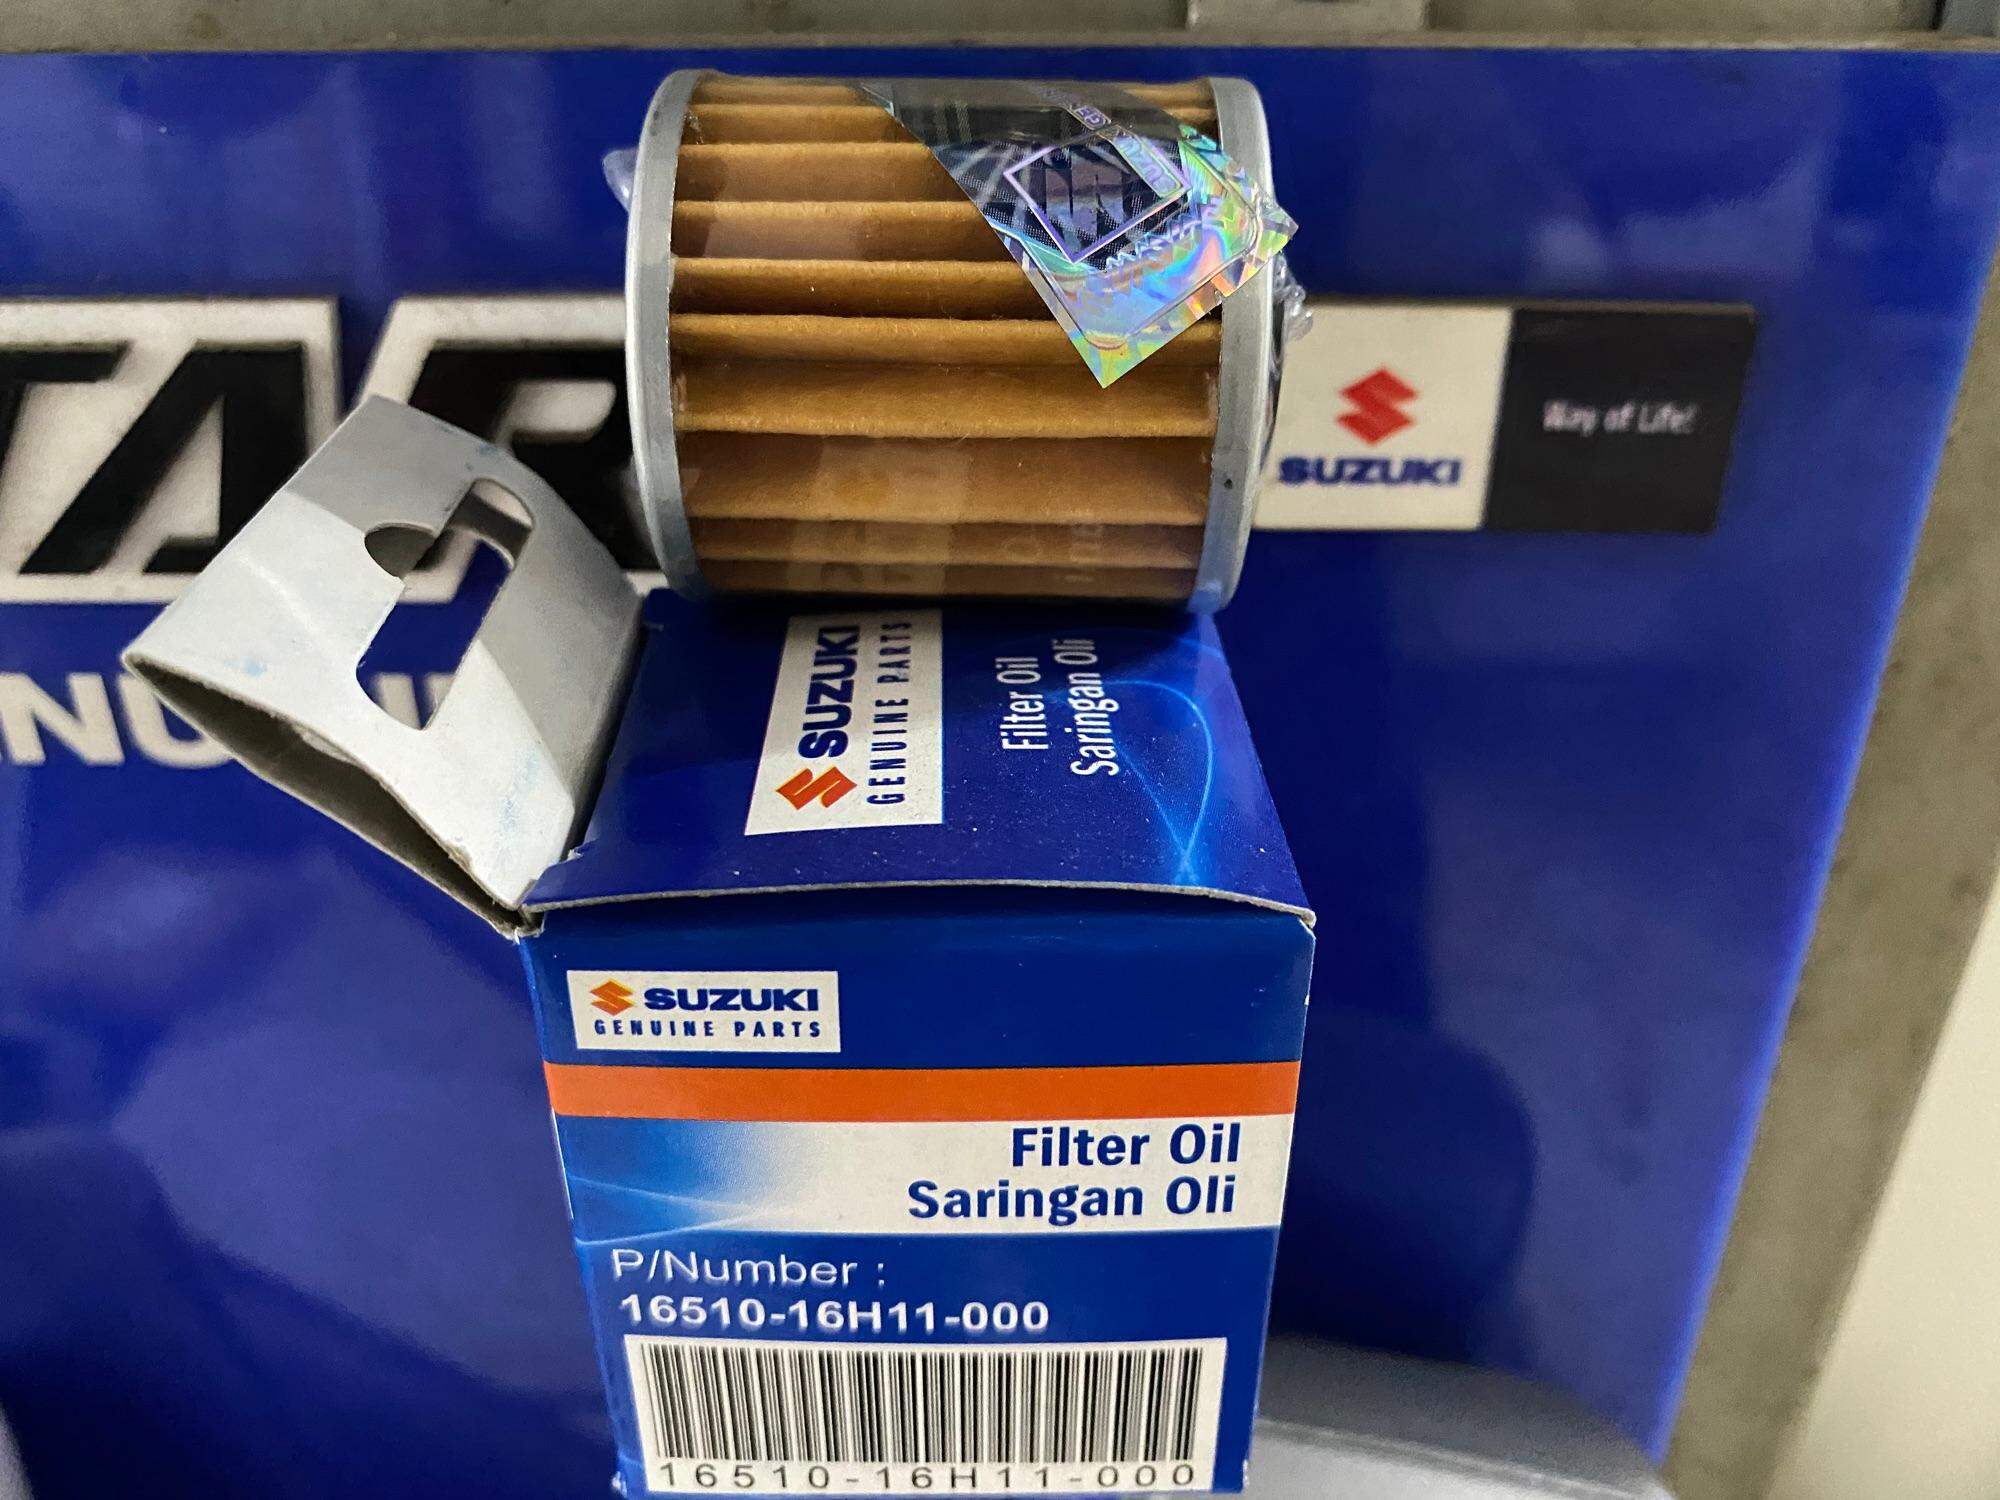 TAR
SUZUKI
Way of Life!
SUZUKI
GENUINE PARTS
Filter Oil
Saringan Oli
SUZUKI
GENUINE PARTS
Filter Oil
Saringan Oli
P/Number :
16510-16H11-000
16510-16H11-000